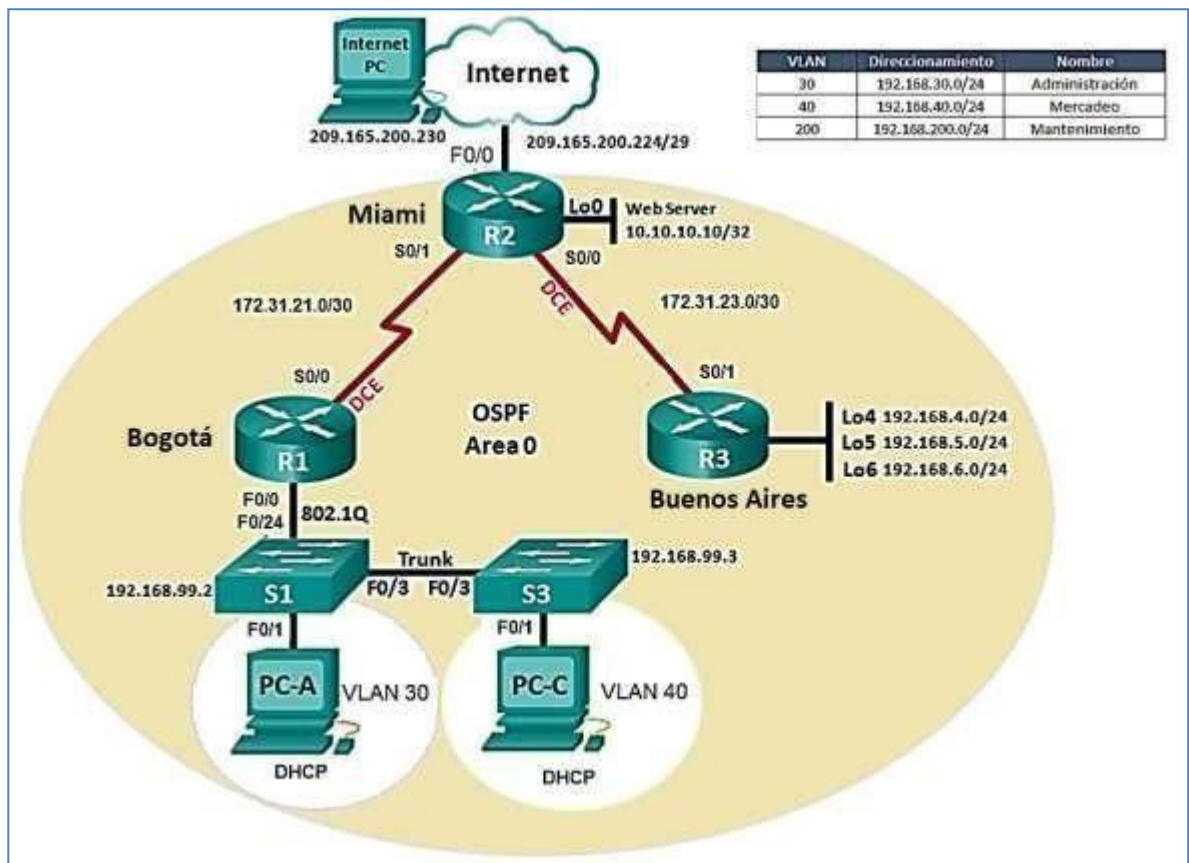 Internet
PC
Internet
209.165.200.230
F0/0
209.165.200.224/29
VLAN Direccionamiento Nombre
30 192.168.30.0/24 Administración
40 192.168.40.0/24 Mercadeo
200 192.168.200.0/24 Mantenimiento
Miami
R2
Lo0
Web Server
10.10.10.10/32
S0/1
S0/0
DCE
172.31.21.0/30
172.31.23.0/30
S0/0
DCE
S0/1
OSPF
Area 0
Bogotá
R1
R3
Buenos Aires
Lo4 192.168.4.0/24
Lo5 192.168.5.0/24
Lo6 192.168.6.0/24
F0/0
F0/24
802.1Q
192.168.99.2
S1
Trunk
F0/3 F0/3
S3
192.168.99.3
F0/1
F0/1
PC-A
VLAN 30
DHCP
PC-C
VLAN 40
DHCP